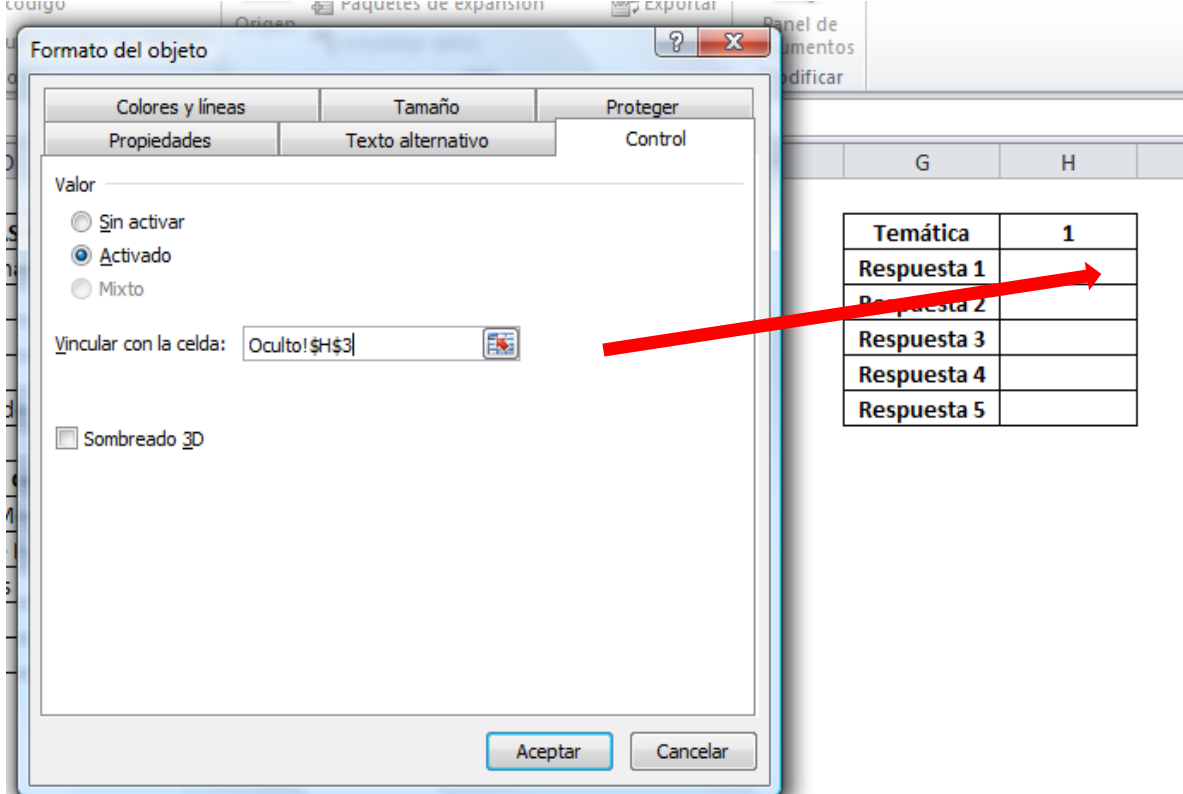 código
Paquetes de expansión
Exportar
Origen
Panel de
Formato del objeto
Colores y líneas
Tamaño
Proteger
Propiedades
Texto alternativo
Control
G
H
Valor
Sin activar
Activado
Mixto
Vincular con la celda:
Oculto!$H$3
Sombreado 3D
Aceptar
Cancelar
Temática
1
Respuesta 1
Respuesta 2
Respuesta 3
Respuesta 4
Respuesta 5